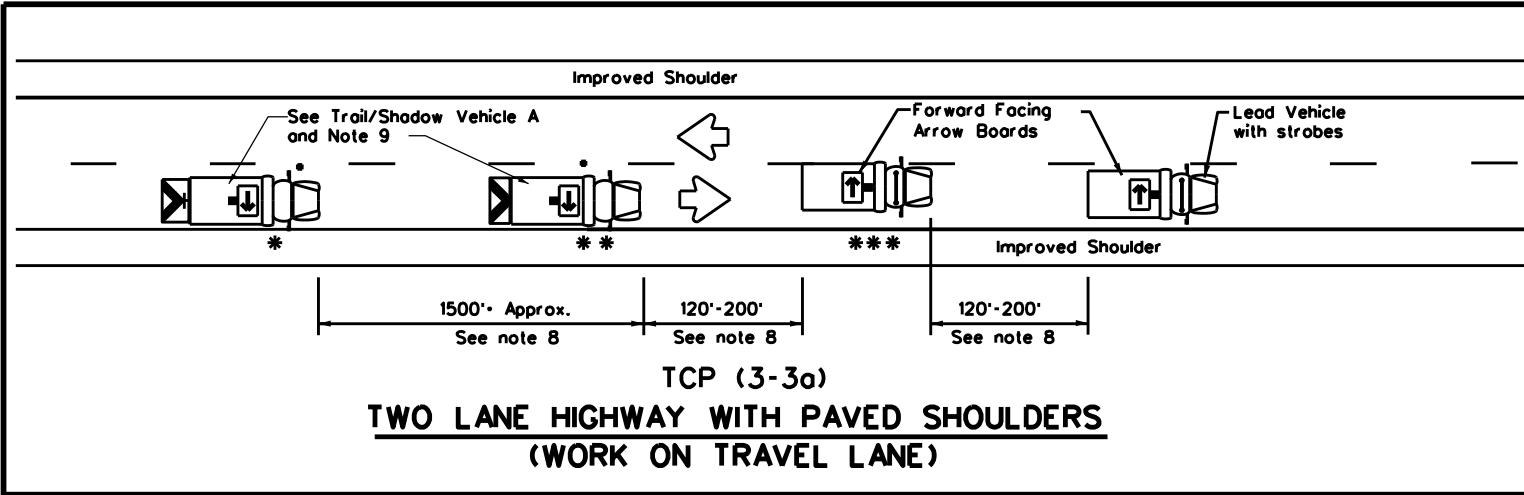 Improved Shoulder
See Trail/Shadow Vehicle A
and Note 9
Forward Facing
Arrow Boards
Lead Vehicle
with strobes
*
**
***
Improved Shoulder
1500'+ Approx.
See note 8
120'-200'
See note 8
120'-200'
See note 8
TCP (3-3a)
TWO LANE HIGHWAY WITH PAVED SHOULDERS
(WORK ON TRAVEL LANE)